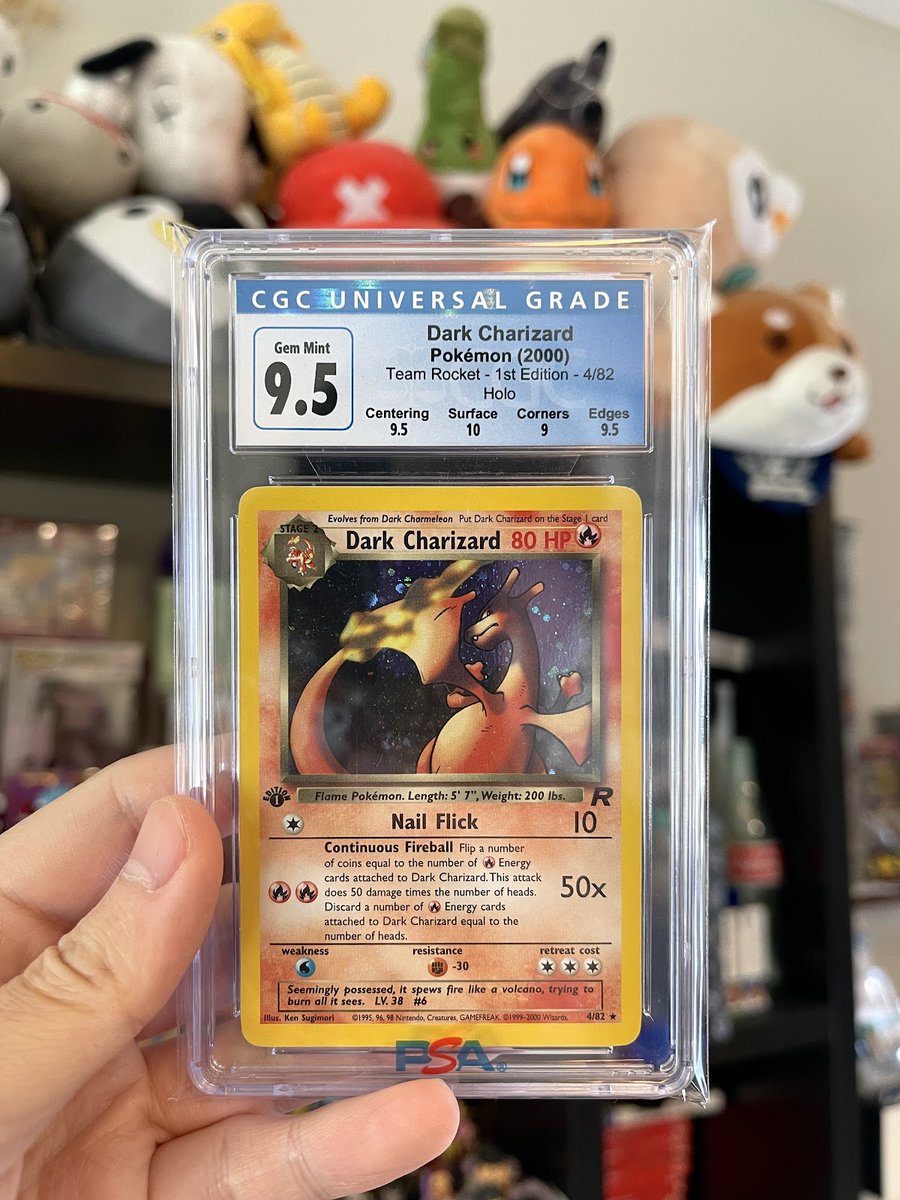 CGC UNIVERSAL GRADE
Gem Mint
9.5
Dark Charizard
Pokémon (2000)
Team Rocket - 1st Edition - 4/82
Holo
Centering Surface Corners Edges
9.5 10 9 9.5
Evolves from Dark Charmeleon Put Dark Charizard on the Stage 1 card
STAGE 2
Dark Charizard 80 HP
EDITION
1
Flame Pokémon. Length: 5' 7", Weight: 200 lbs.
R
Nail Flick 10
Continuous Fireball Flip a number
of coins equal to the number of Energy
cards attached to Dark Charizard. This attack
does 50 damage times the number of heads.
Discard a number of Energy cards
attached to Dark Charizard equal to the
number of heads.
50x
weakness resistance retreat cost
-30
Seemingly possessed, it spews fire like a volcano, trying to
burn all it sees. LV. 38 #6
Illus. Ken Sugimori ©1995, 96, 98 Nintendo, Creatures, GAMEFREAK. ©1999-2000 Wizards. 4/82 ★
PSA®